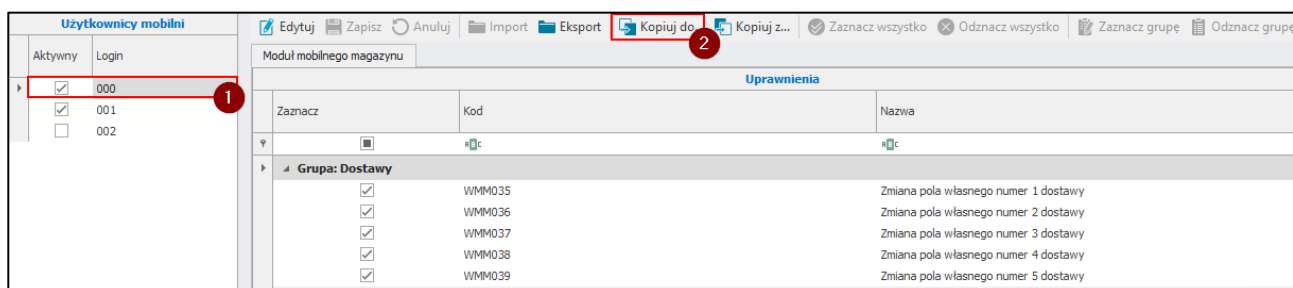 Użytkownicy mobilni
Aktywny Login
000
001
002
1
Edytuj Zapisz Anuluj Import Eksport Kopiuj do Kopiuj z... Zaznacz wszystko Odznacz wszystko Zaznacz grupę Odznacz grupę
2
Moduł mobilnego magazynu
Uprawnienia
Zaznacz Kod Nazwa
Grupa: Dostawy
WMM035 Zmiana pola własnego numer 1 dostawy
WMM036 Zmiana pola własnego numer 2 dostawy
WMM037 Zmiana pola własnego numer 3 dostawy
WMM038 Zmiana pola własnego numer 4 dostawy
WMM039 Zmiana pola własnego numer 5 dostawy